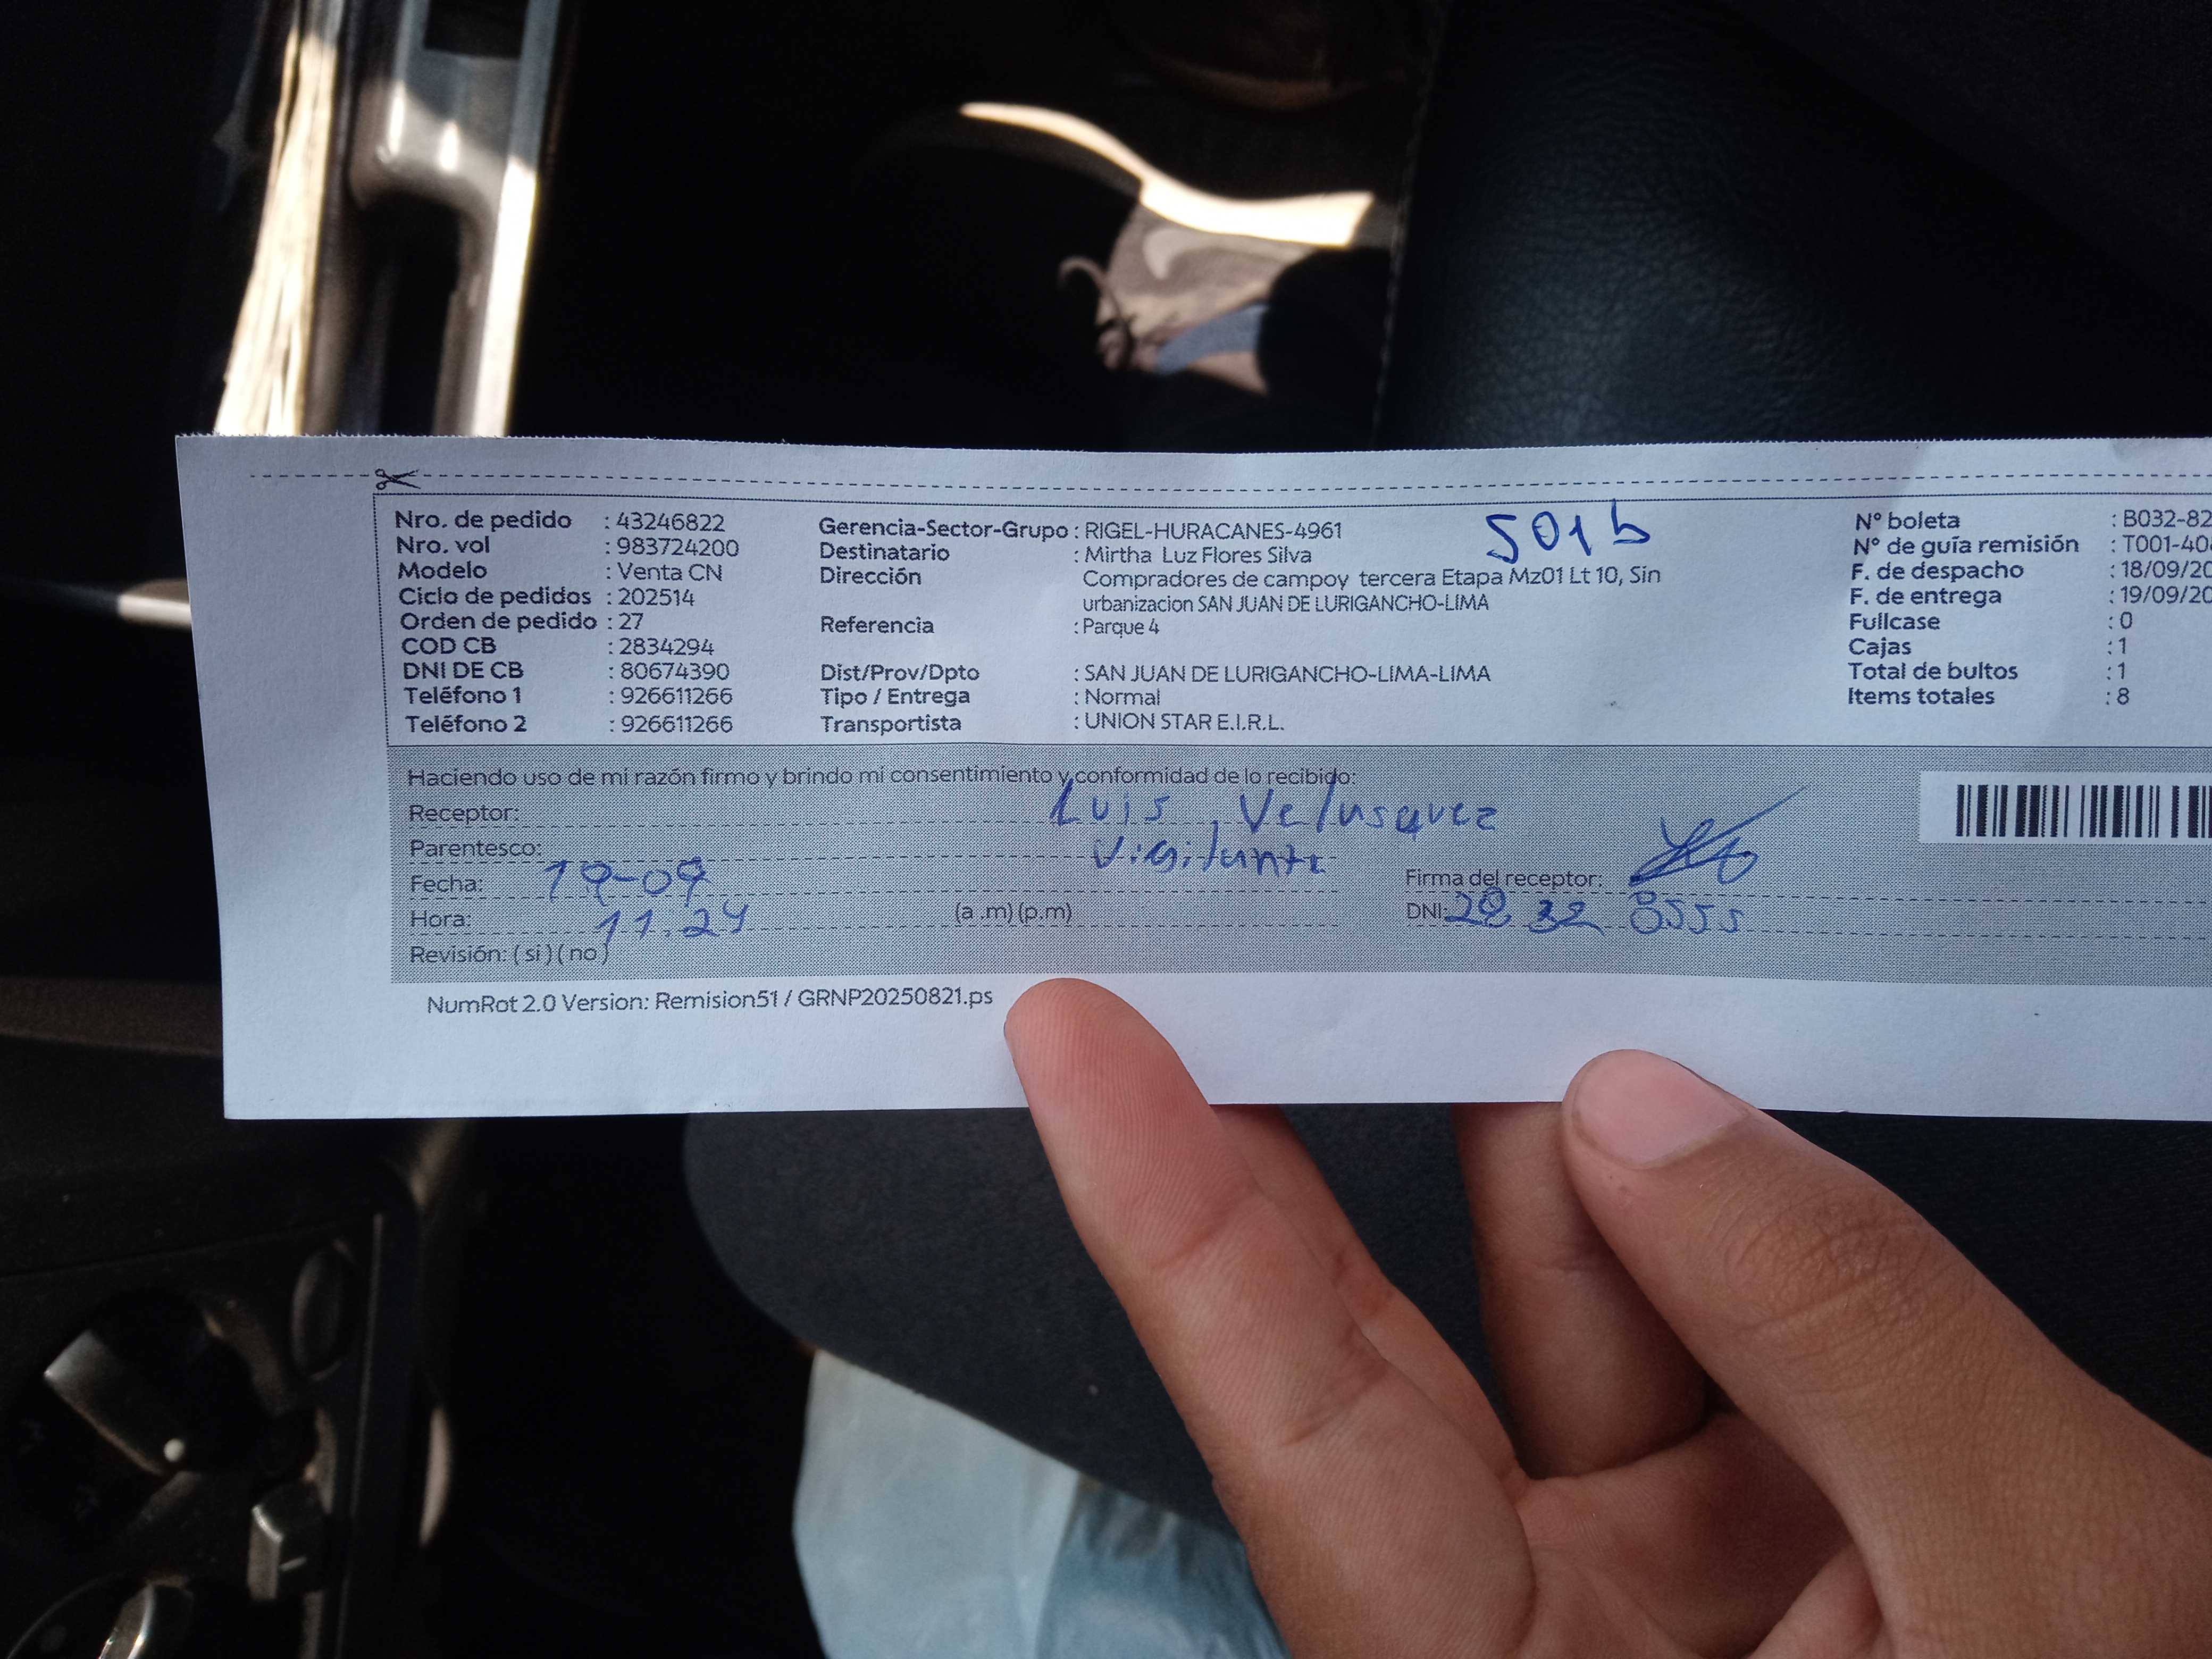 Nro. de pedido : 43246822
Nro. vol : 983724200
Modelo : Venta CN
Ciclo de pedidos : 202514
Orden de pedido : 27
COD CB : 2834294
DNI DE CB : 80674390
Teléfono 1 : 926611266
Teléfono 2 : 926611266
Gerencia-Sector-Grupo : RIGEL-HURACANES-4961
Destinatario : Mirtha Luz Flores Silva
Dirección Compradores de campoy tercera Etapa Mz01 Lt 10, Sin
urbanizacion SAN JUAN DE LURIGANCHO-LIMA
Referencia : Parque 4
Dist/Prov/Dpto : SAN JUAN DE LURIGANCHO-LIMA-LIMA
Tipo / Entrega : Normal
Transportista : UNION STAR E.I.R.L.
N° boleta : B032-82
N° de guía remisión : T001-40
F. de despacho : 18/09/20
F. de entrega : 19/09/20
Fullcase : 0
Cajas : 1
Total de bultos : 1
Items totales : 8
Haciendo uso de mi razón firmo y brindo mi consentimiento y conformidad de lo recibido:
Receptor: Luis Velasquez
Parentesco: Vigilante
Fecha: 19-09
Hora: 11.24 (a .m) (p.m)
Revisión: ( si ) ( no )
Firma del receptor:
DNI:
NumRot 2.0 Version: Remision51 / GRNP20250821.ps